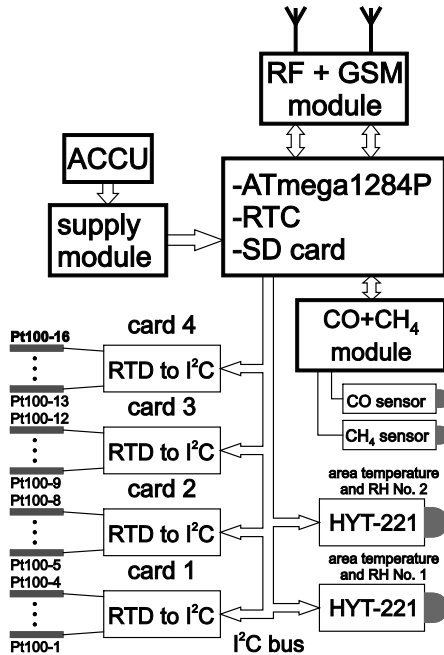 RF + GSM
module
ACCU
supply
module
-ATmega1284P
-RTC
-SD card
CO+CH₄
module
CO sensor
CH₄ sensor
card 4
Pt100-16
RTD to I²C
Pt100-13
card 3
Pt100-12
RTD to I²C
Pt100-9
card 2
Pt100-8
RTD to I²C
Pt100-5
card 1
Pt100-4
RTD to I²C
Pt100-1
area temperature
and RH No. 2
HYT-221
area temperature
and RH No. 1
HYT-221
I²C bus